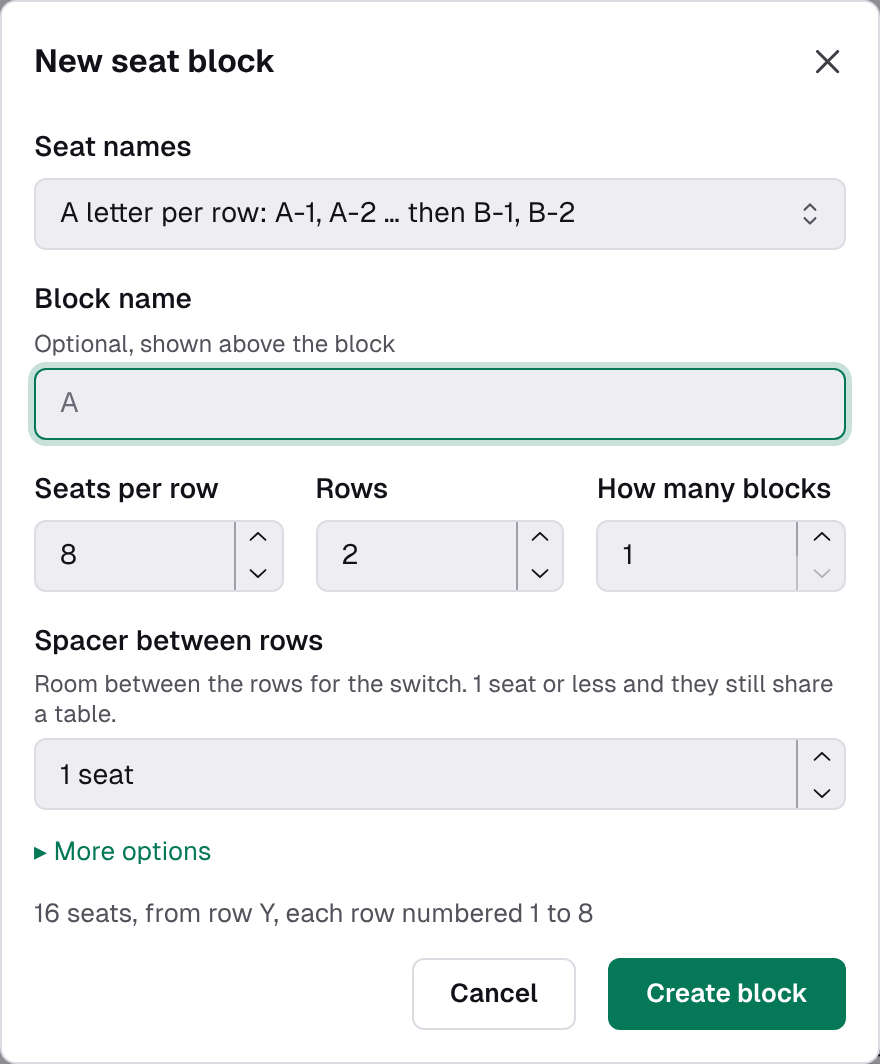 New seat block
Seat names
A letter per row: A-1, A-2 … then B-1, B-2
Block name
Optional, shown above the block
A
Seats per row
Rows
How many blocks
8
2
1
Spacer between rows
Room between the rows for the switch. 1 seat or less and they still share
a table.
1 seat
▸ More options
16 seats, from row Y, each row numbered 1 to 8
Cancel
Create block